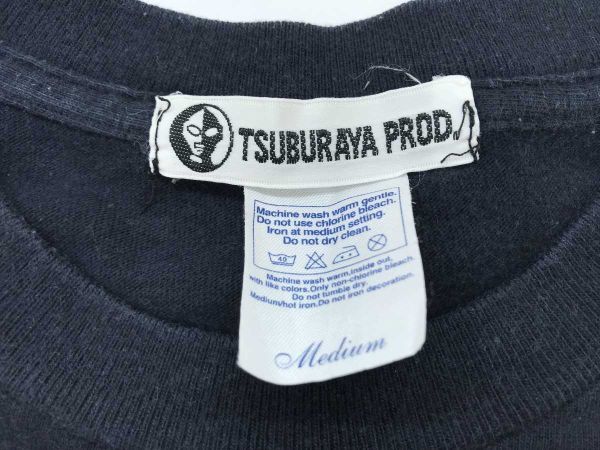 TSUBURAYA PROD.
Machine wash warm gentle.
Do not use chlorine bleach.
Iron at medium setting.
Do not dry clean.
40
Machine wash warm,inside out,
with like colors.Only non-chlorine bleach.
Do not tumble dry.
Medium/hot iron.Do not iron decoration.
Medium